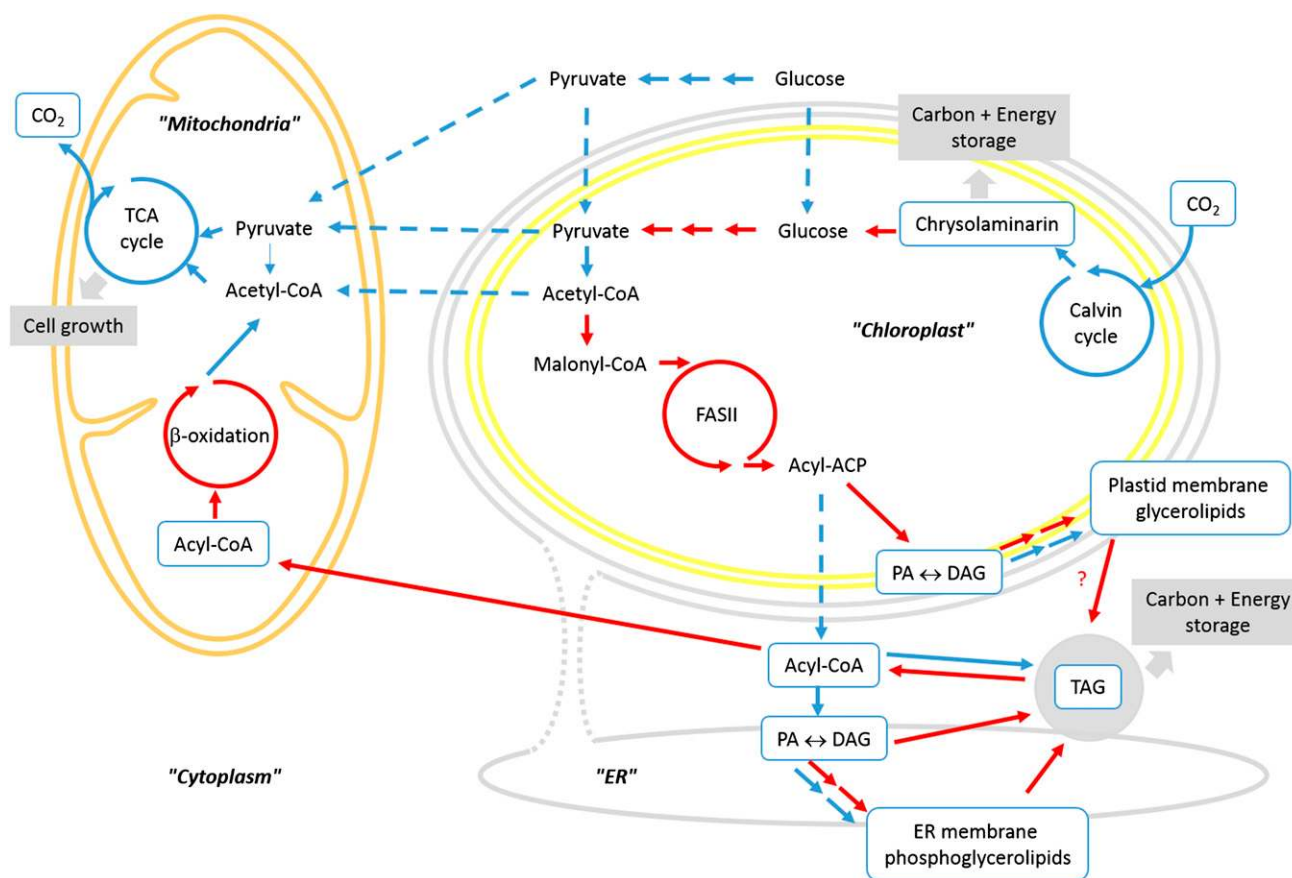 Pyruvate
Glucose
CO2
"Mitochondria"
Carbon + Energy
storage
TCA
cycle
Pyruvate
Pyruvate
Glucose
Chrysolaminarin
CO2
Acetyl-CoA
Acetyl-CoA
Cell growth
"Chloroplast"
Calvin
cycle
Malonyl-CoA
FASII
β-oxidation
Acyl-ACP
Plastid membrane
glycerolipids
Acyl-CoA
PA ↔ DAG
?
Carbon + Energy
storage
Acyl-CoA
TAG
PA ↔ DAG
"Cytoplasm"
"ER"
ER membrane
phosphoglycerolipids